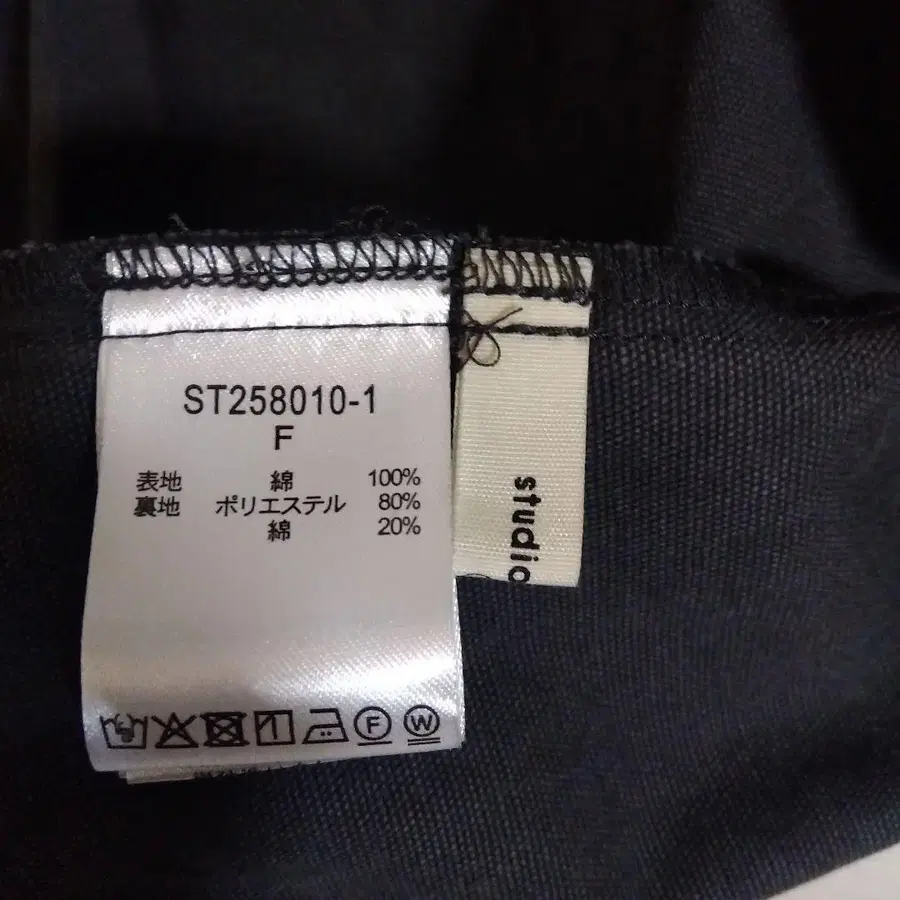 ST258010-1
F
表地 綿 100%
裏地 ポリエステル 80%
綿 20%
F W
studio